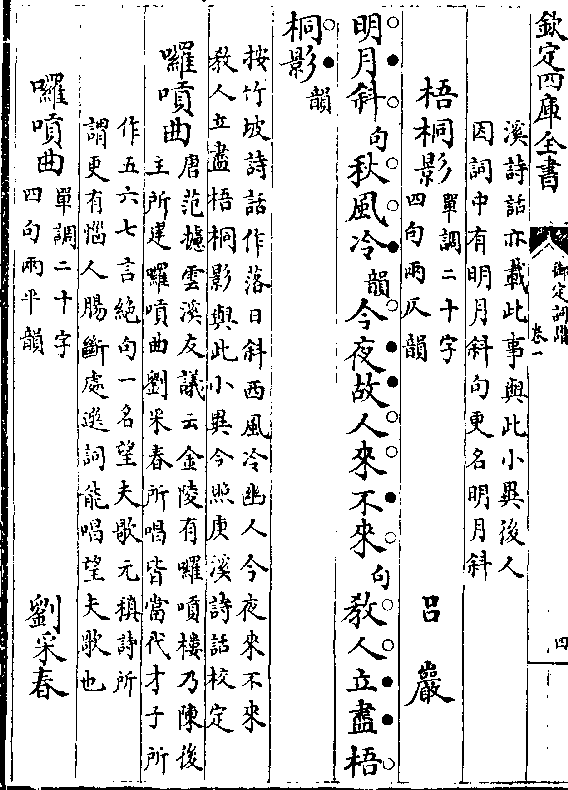 欽定四庫全書
御定詞譜
卷一
四
溪詩話亦載此事與此小異後人
因詞中有明月斜句更名明月斜
梧桐影
單調二十字
四句兩仄韻
呂巖
明月斜句秋風冷韻今夜故人來不來句敎人立盡梧
桐影韻
按竹坡詩話作落日斜西風冷幽人今夜來不來
敎人立盡梧桐影與此小異今照庚溪詩話校定
囉嗊曲
唐范攄雲溪友議云金陵有囉嗊樓乃陳後
主所建囉嗊曲劉采春所唱皆當代才子所
作五六七言絶句一名望夫歌元稹詩所
謂更有惱人腸斷處選詞能唱望夫歌也
囉嗊曲
單調二十字
四句兩平韻
劉采春